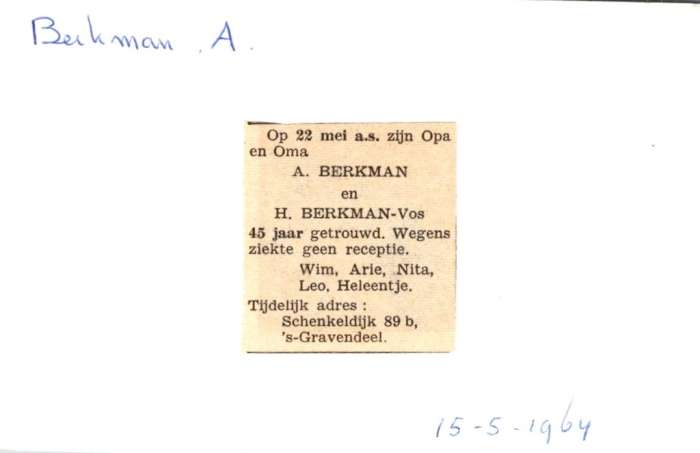 Berkman A.
Op 22 mei a.s. zijn Opa
en Oma
A. BERKMAN
en
H. BERKMAN-Vos
45 jaar getrouwd. Wegens
ziekte geen receptie.
Wim, Arie, Nita,
Leo, Heleentje.
Tijdelijk adres :
Schenkeldijk 89 b,
's-Gravendeel.
15-5-1964